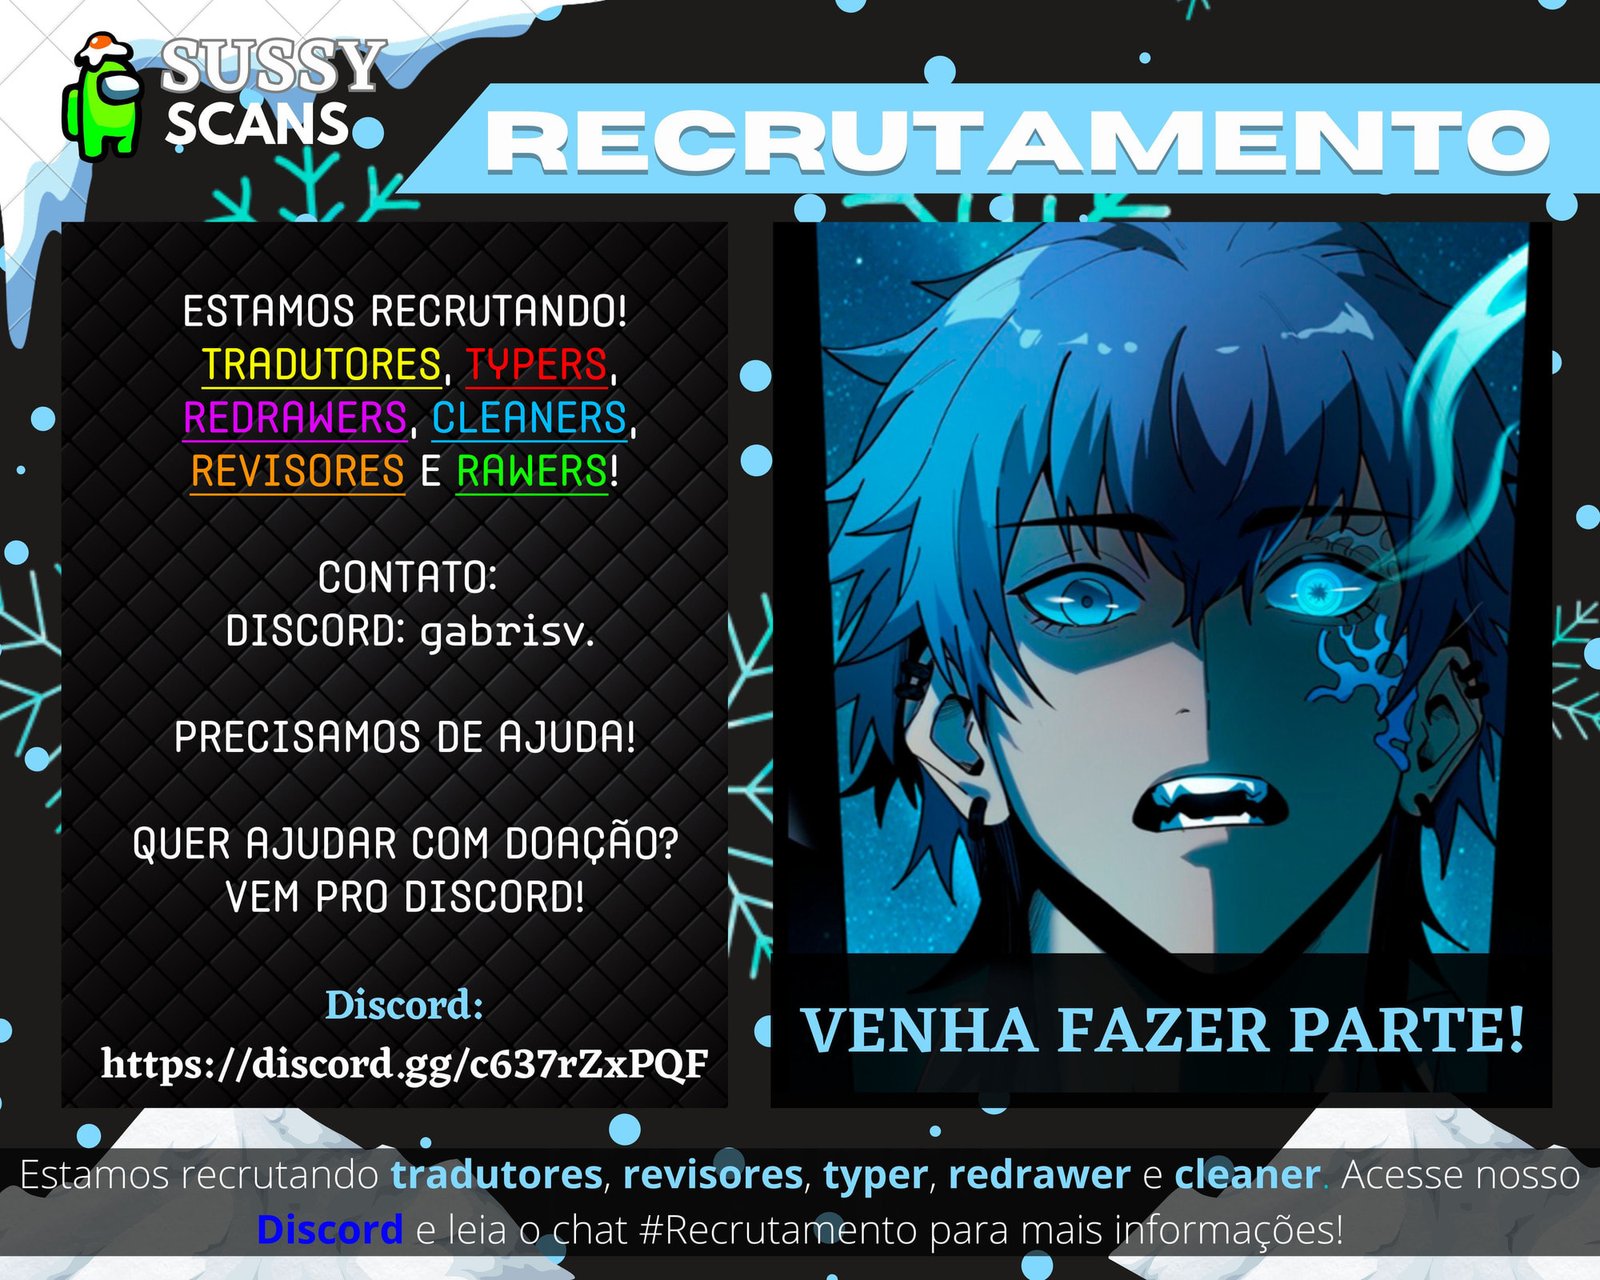 SUSSY
SCANS
RECRUTAMENTO
ESTAMOS RECRUTANDO!
TRADUTORES, TYPERS,
REDRAWERS, CLEANERS,
REVISORES E RAWERS!
CONTATO:
DISCORD: gabrisv.
PRECISAMOS DE AJUDA!
QUER AJUDAR COM DOAÇÃO?
VEM PRO DISCORD!
Discord:
https://discord.gg/c637rZxPQF
VENHA FAZER PARTE!
Estamos recrutando tradutores, revisores, typer, redrawer e cleaner. Acesse nosso
Discord e leia o chat #Recrutamento para mais informações!